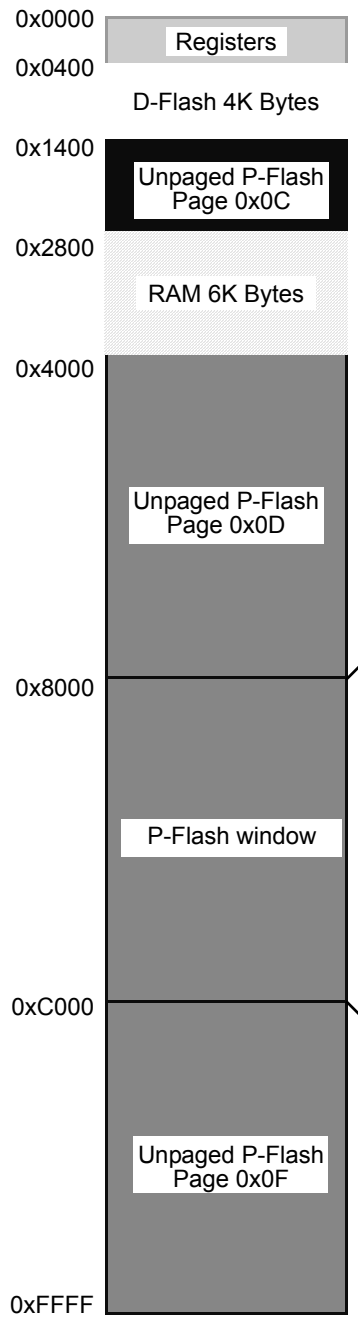 0x0000
Registers
0x0400
D-Flash 4K Bytes
0x1400
Unpaged P-Flash
Page 0x0C
0x2800
RAM 6K Bytes
0x4000
Unpaged P-Flash
Page 0x0D
0x8000
P-Flash window
0xC000
Unpaged P-Flash
Page 0x0F
0xFFFF